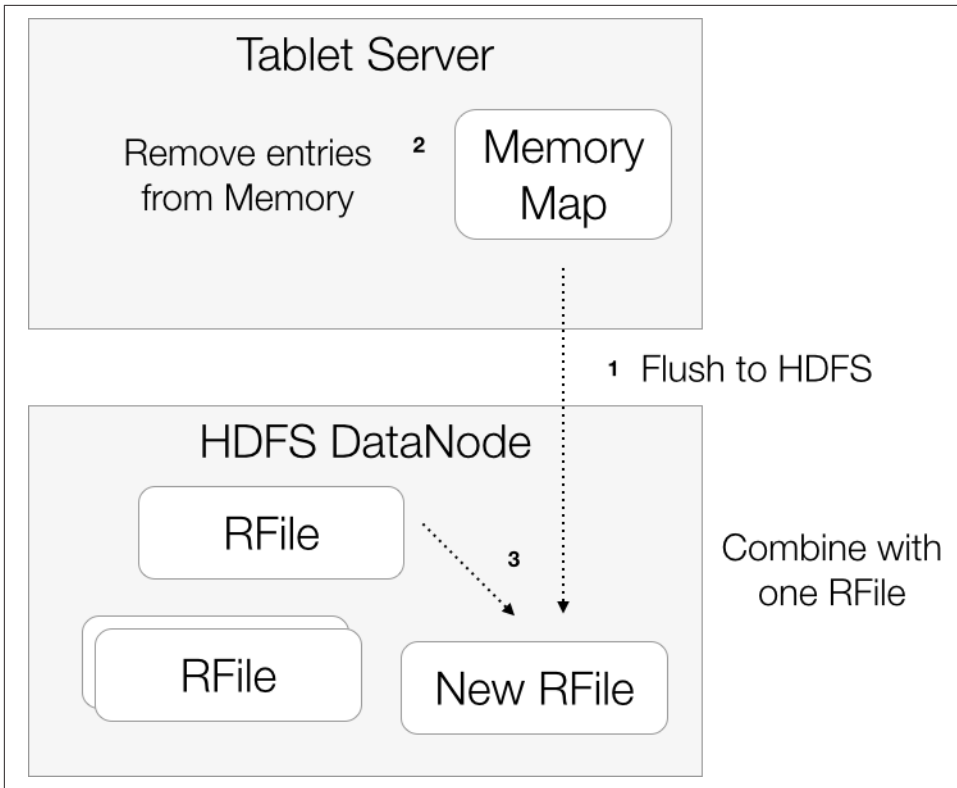 Tablet Server
Remove entries
from Memory
2
Memory
Map
1 Flush to HDFS
HDFS DataNode
RFile
3
Combine with
one RFile
RFile
New RFile